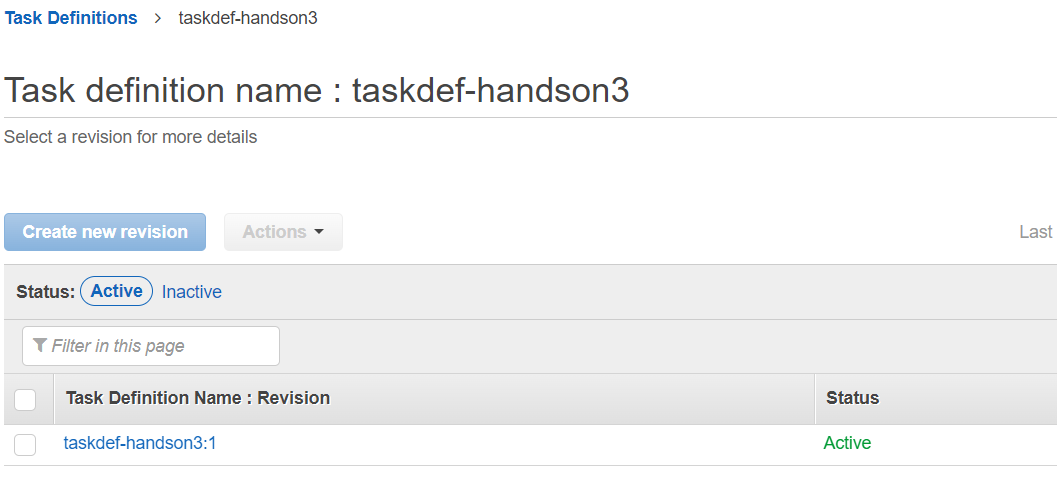 Task Definitions > taskdef-handson3
Task definition name : taskdef-handson3
Select a revision for more details
Create new revision Actions Last
Status: Active Inactive
Filter in this page
Task Definition Name : Revision Status
taskdef-handson3:1 Active